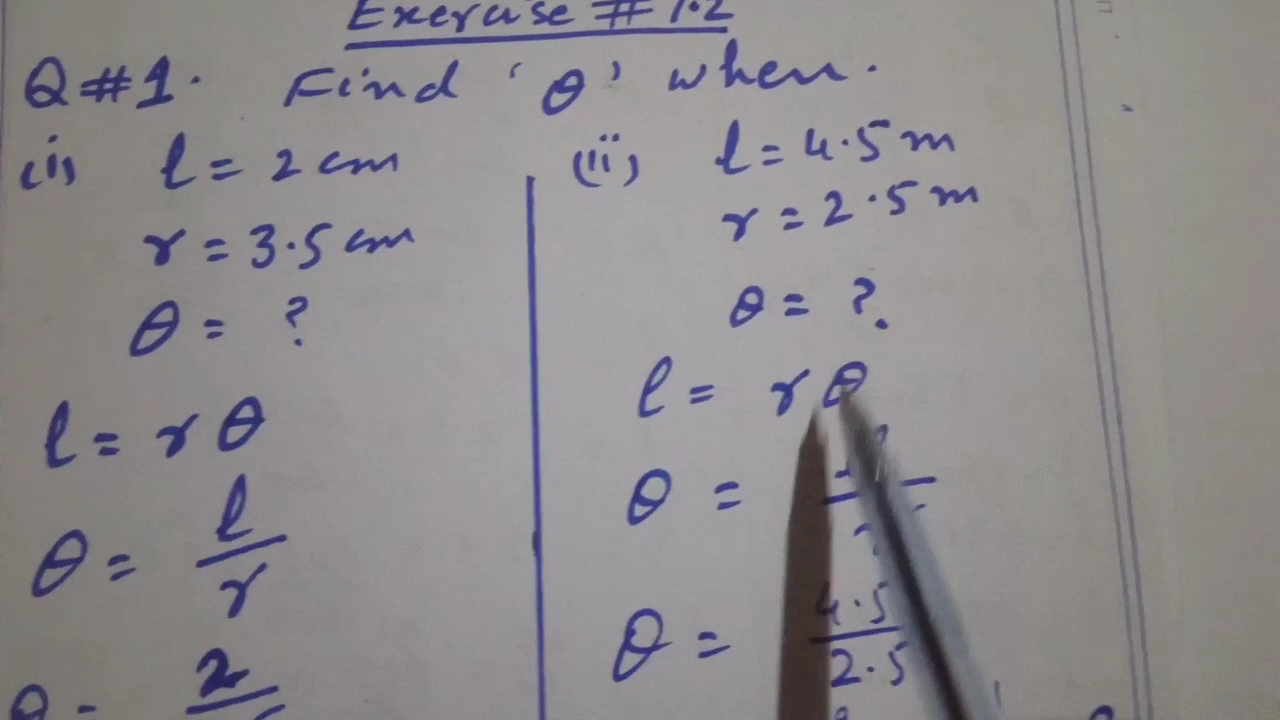 Exercise # 1.2
Q#1. Find 'θ' when.
(i) l = 2 cm
r = 3.5 cm
θ = ?
l = rθ
θ = l/r
θ = 2
(ii) l = 4.5 m
r = 2.5 m
θ = ?.
l = rθ
θ =
θ = 4.5/2.5